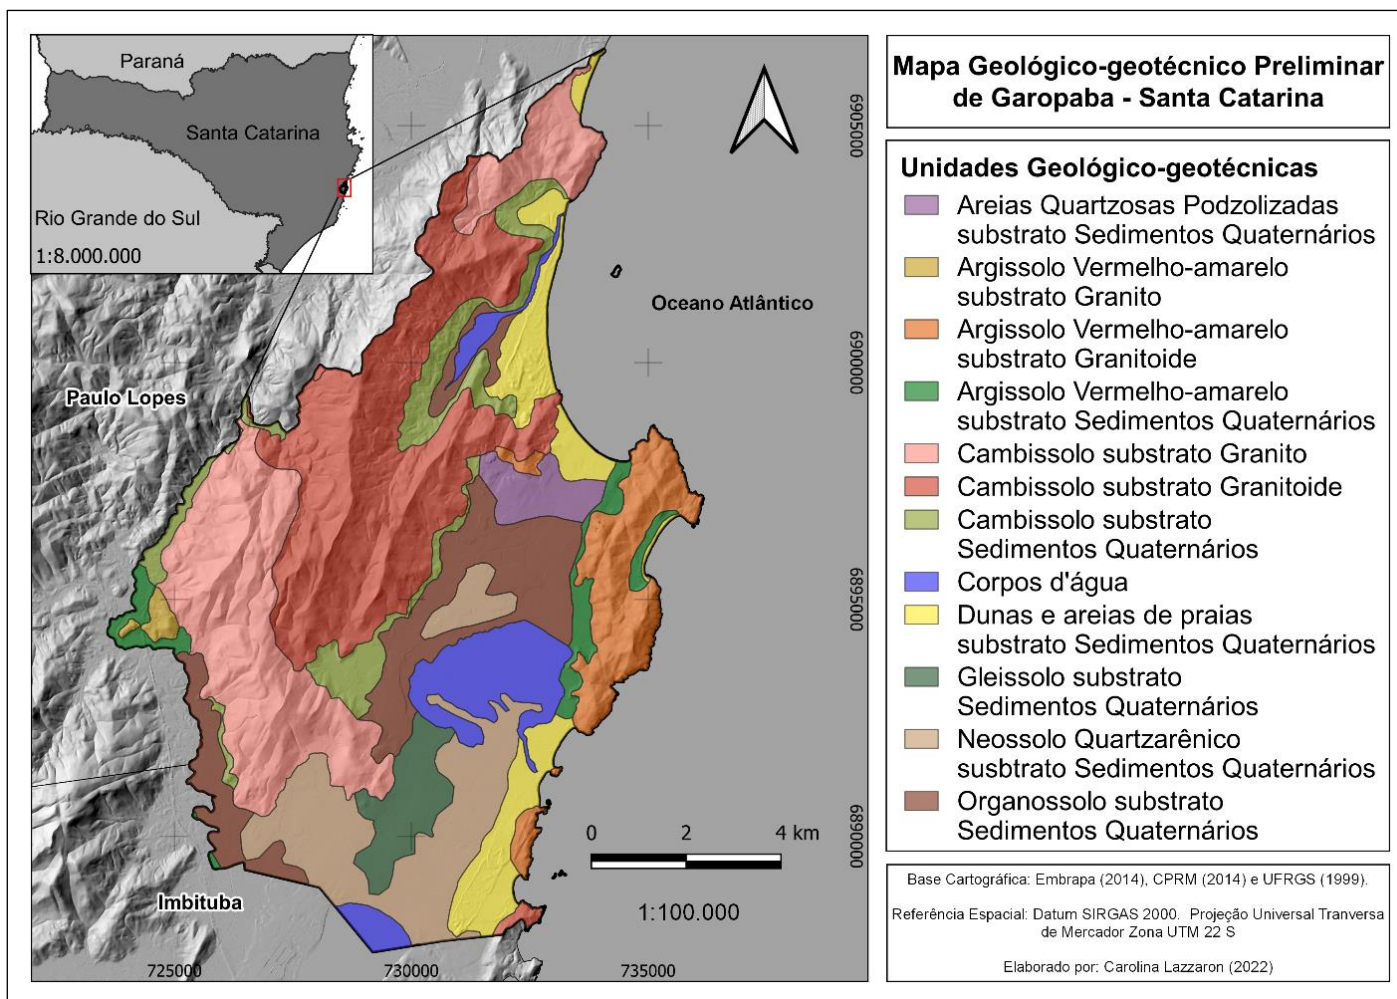 Paraná
Santa Catarina
Rio Grande do Sul
1:8.000.000
Oceano Atlântico
Paulo Lopes
Imbituba
6905000
6900000
6895000
6890000
0 2 4 km
1:100.000
725000 730000 735000
Mapa Geológico-geotécnico Preliminar
de Garopaba - Santa Catarina
Unidades Geológico-geotécnicas
Areias Quartzosas Podzolizadas
substrato Sedimentos Quaternários
Argissolo Vermelho-amarelo
substrato Granito
Argissolo Vermelho-amarelo
substrato Granitoide
Argissolo Vermelho-amarelo
substrato Sedimentos Quaternários
Cambissolo substrato Granito
Cambissolo substrato Granitoide
Cambissolo substrato
Sedimentos Quaternários
Corpos d'água
Dunas e areias de praias
substrato Sedimentos Quaternários
Gleissolo substrato
Sedimentos Quaternários
Neossolo Quartzarênico
susbtrato Sedimentos Quaternários
Organossolo substrato
Sedimentos Quaternários
Base Cartográfica: Embrapa (2014), CPRM (2014) e UFRGS (1999).
Referência Espacial: Datum SIRGAS 2000. Projeção Universal Tranversa
de Mercador Zona UTM 22 S
Elaborado por: Carolina Lazzaron (2022)